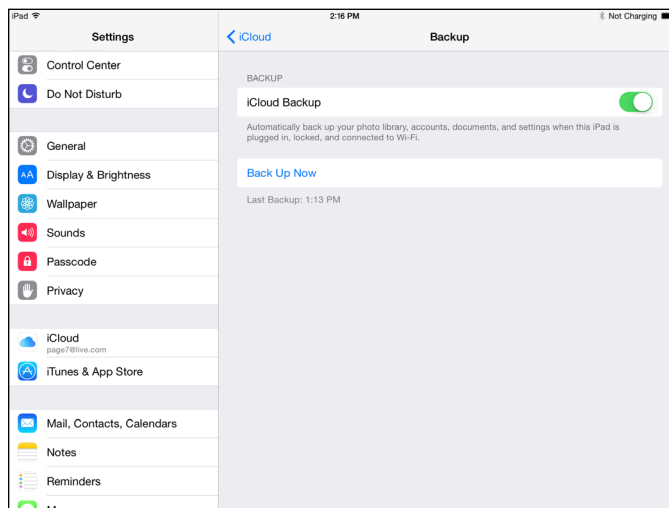 iPad
2:16 PM
Not Charging
Settings
iCloud
Backup
Control Center
Do Not Disturb
General
AA
Display & Brightness
Wallpaper
Sounds
Passcode
Privacy
iCloud
page7@live.com
iTunes & App Store
Mail, Contacts, Calendars
Notes
Reminders
BACKUP
iCloud Backup
Automatically back up your photo library, accounts, documents, and settings when this iPad is
plugged in, locked, and connected to Wi-Fi.
Back Up Now
Last Backup: 1:13 PM